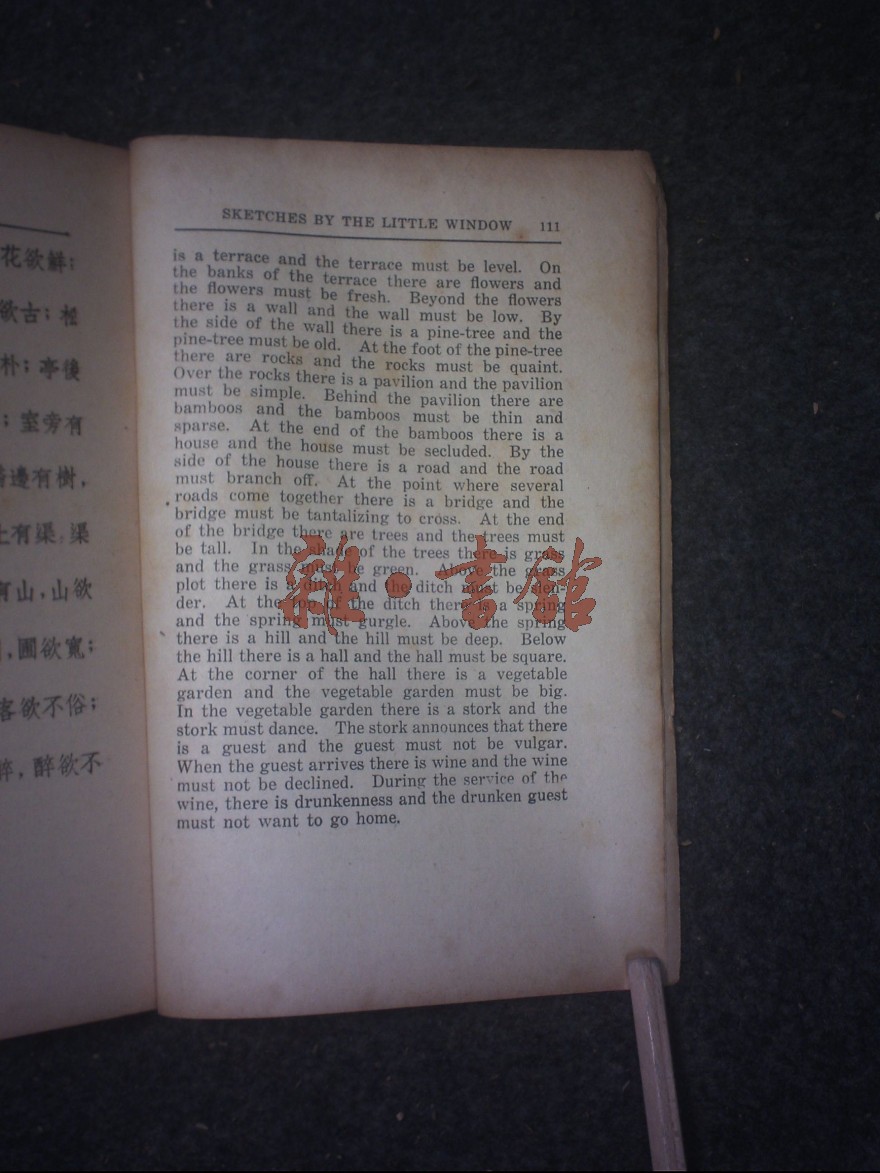 花欲鮮;
欲古;
朴; 亭後
; 室旁有
邊有樹,
上有渠, 渠
有山, 山欲
, 圃欲寬;
客欲不俗;
醉, 醉欲不
SKETCHES BY THE LITTLE WINDOW 111
is a terrace and the terrace must be level. On
the banks of the terrace there are flowers and
the flowers must be fresh. Beyond the flowers
there is a wall and the wall must be low. By
the side of the wall there is a pine-tree and the
pine-tree must be old. At the foot of the pine-tree
there are rocks and the rocks must be quaint.
Over the rocks there is a pavilion and the pavilion
must be simple. Behind the pavilion there are
bamboos and the bamboos must be thin and
sparse. At the end of the bamboos there is a
house and the house must be secluded. By the
side of the house there is a road and the road
must branch off. At the point where several
roads come together there is a bridge and the
bridge must be tantalizing to cross. At the end
of the bridge there are trees and the trees must
be tall. In the shade of the trees there is grass
and the grass must be green. Above the grass
plot there is a ditch and the ditch must be slen-
der. At the top of the ditch there is a spring
and the spring must gurgle. Above the spring
there is a hill and the hill must be deep. Below
the hill there is a hall and the hall must be square.
At the corner of the hall there is a vegetable
garden and the vegetable garden must be big.
In the vegetable garden there is a stork and the
stork must dance. The stork announces that there
is a guest and the guest must not be vulgar.
When the guest arrives there is wine and the wine
must not be declined. During the service of the
wine, there is drunkenness and the drunken guest
must not want to go home.
雜·書館